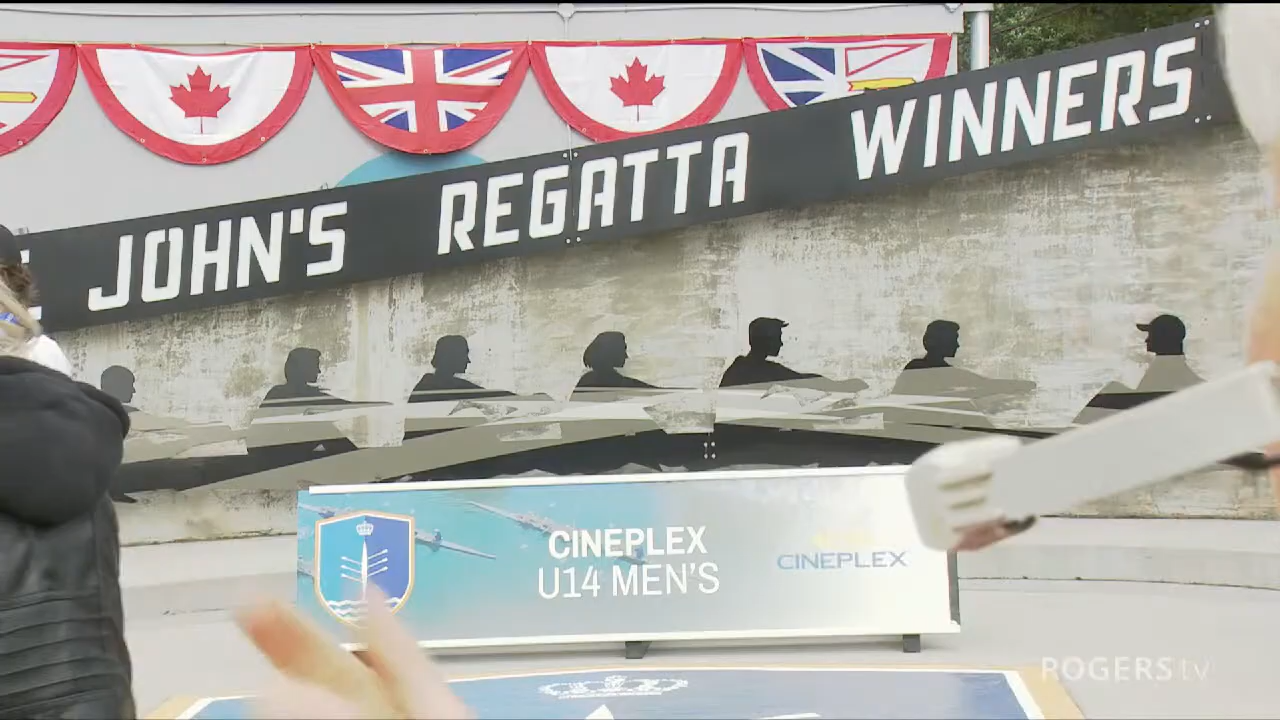 JOHN'S REGATTA WINNERS
CINEPLEX
U14 MEN'S
CINEPLEX
ROGERS tv